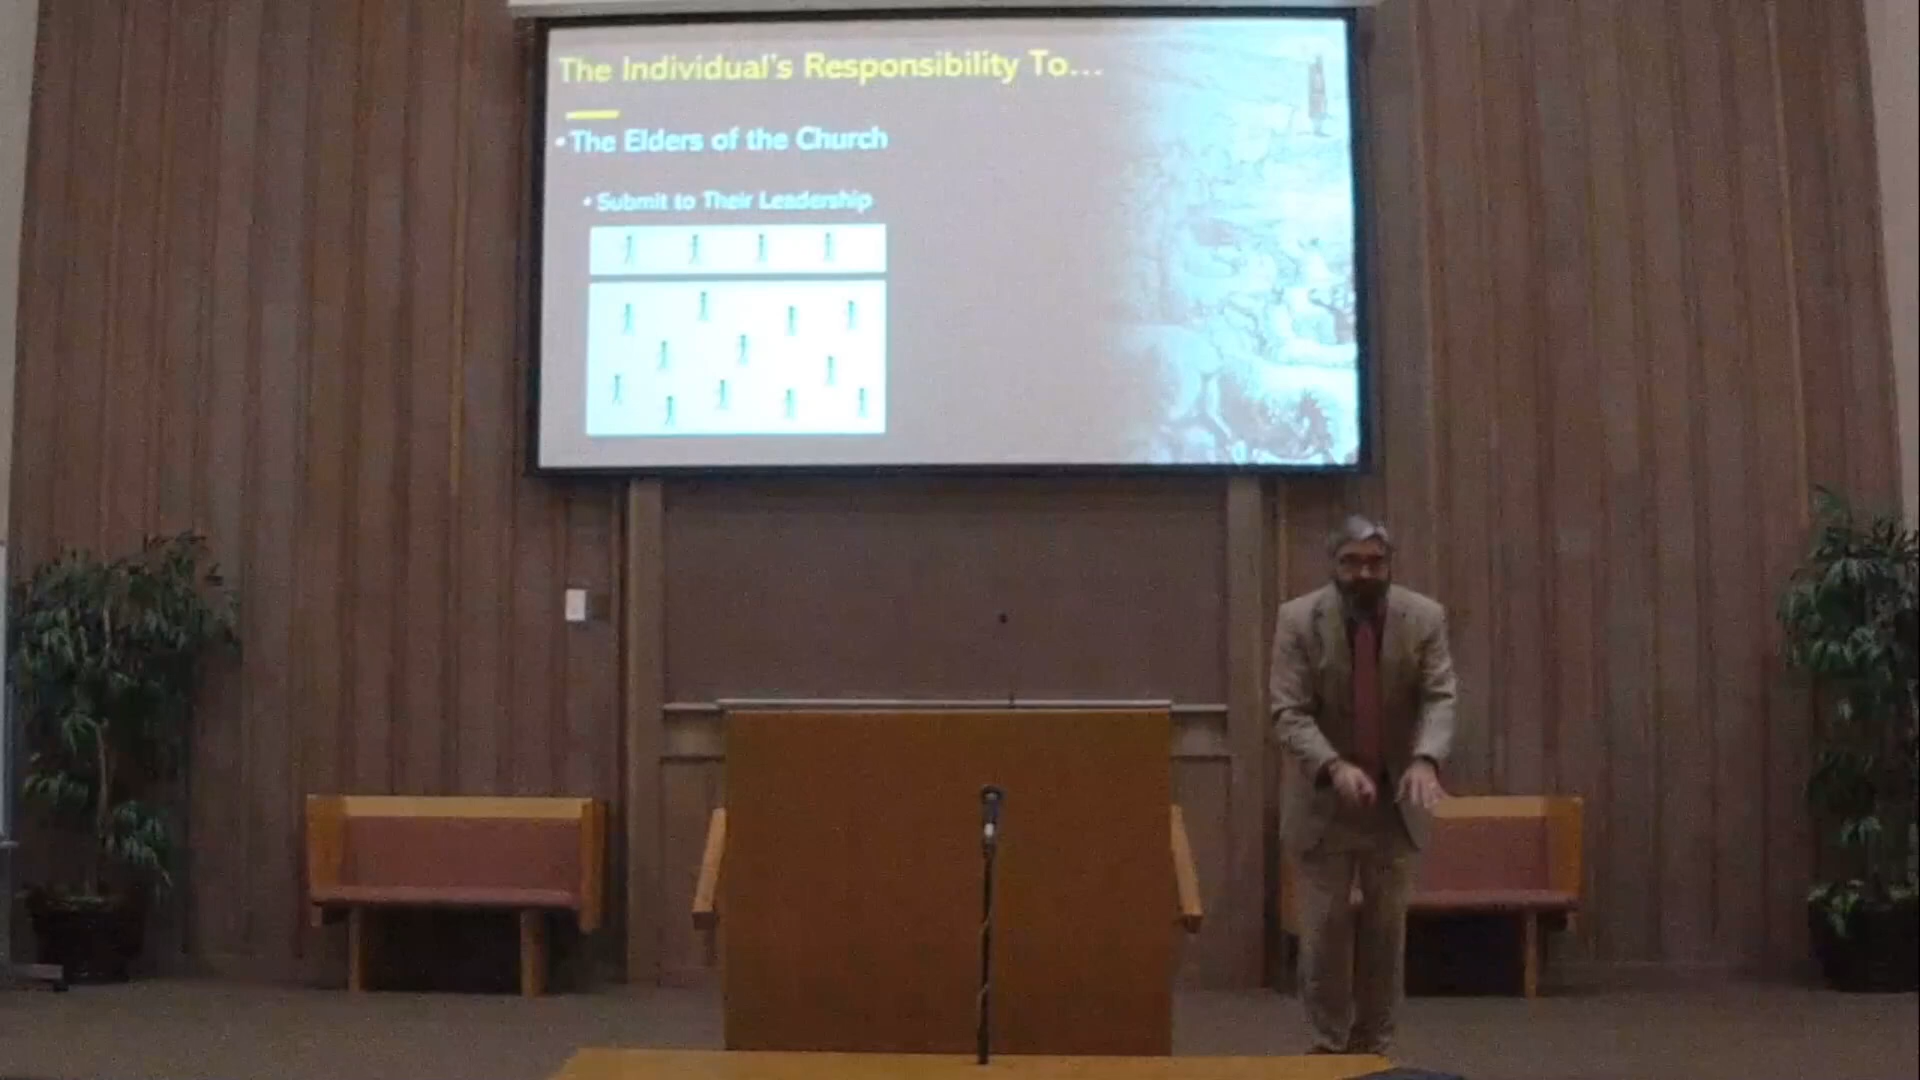 The Individual's Responsibility To...
• The Elders of the Church
• Submit to Their Leadership